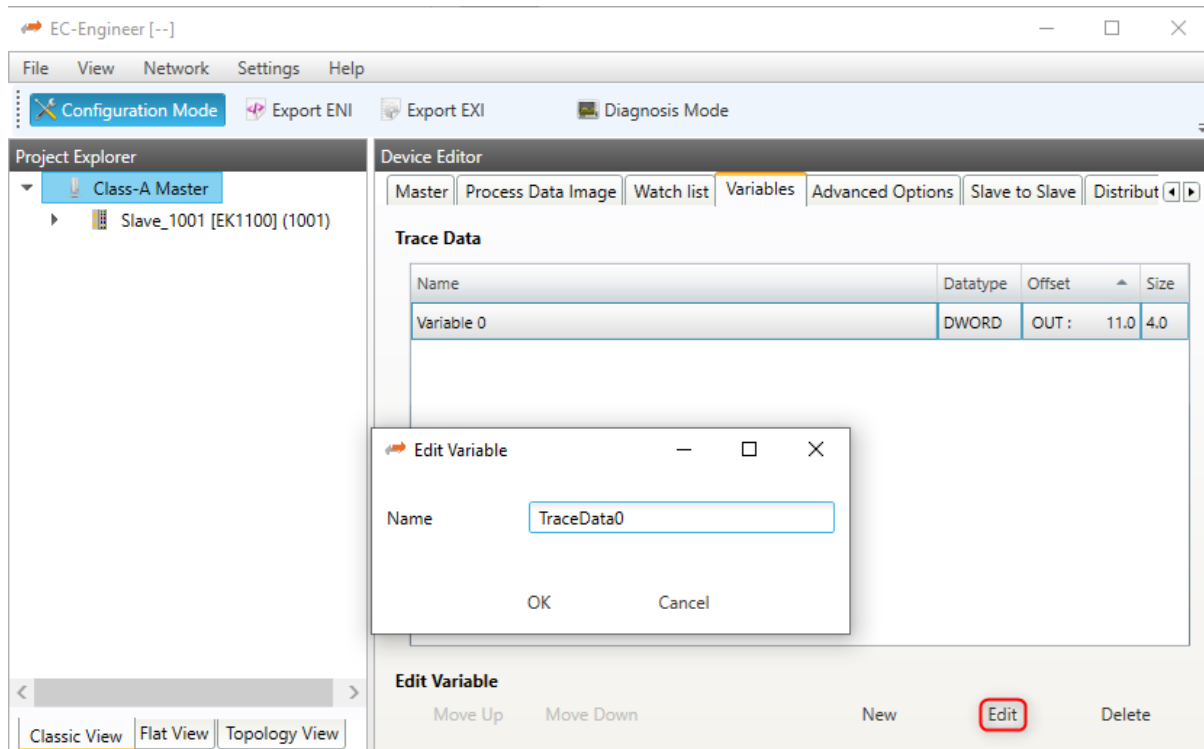 EC-Engineer [--]
File View Network Settings Help
Configuration Mode Export ENI Export EXI Diagnosis Mode
Project Explorer
Class-A Master
Slave_1001 [EK1100] (1001)
Classic View Flat View Topology View
Device Editor
Master Process Data Image Watch list Variables Advanced Options Slave to Slave Distribut
Trace Data
Name Datatype Offset Size
Variable 0 DWORD OUT : 11.0 4.0
Edit Variable
Name TraceData0
OK Cancel
Edit Variable
Move Up Move Down New Edit Delete